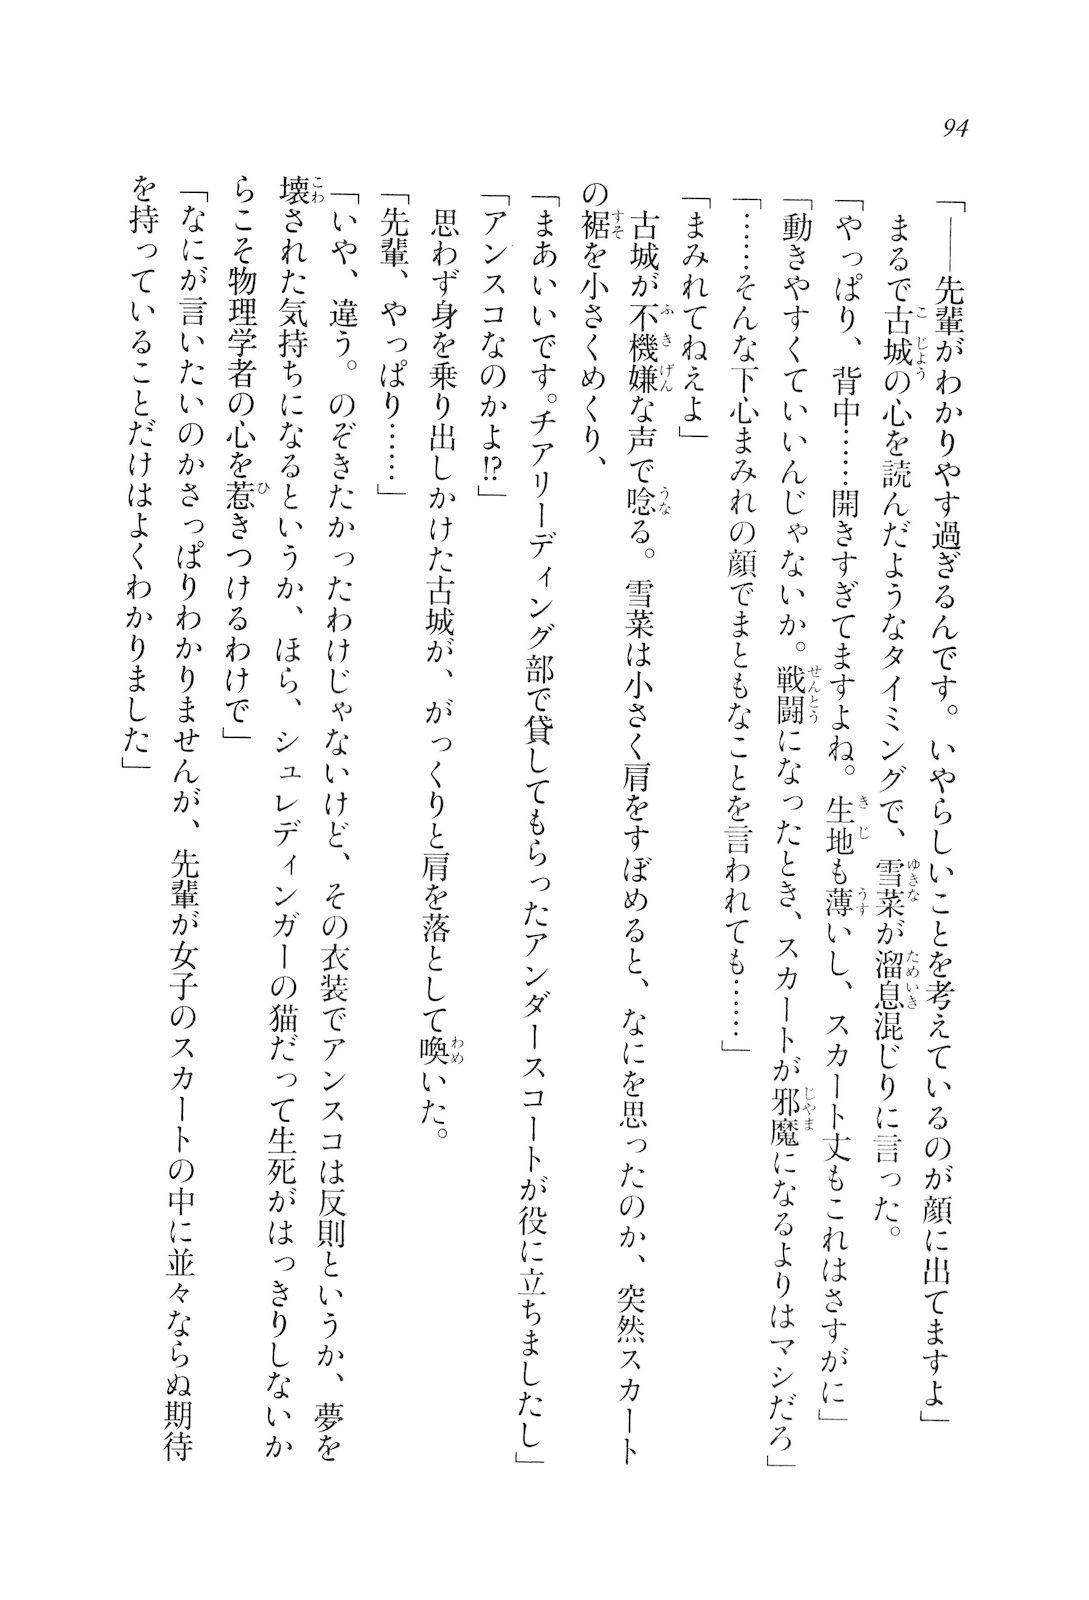 94
「――先輩がわかりやす過ぎるんです。いやらしいことを考えているのが顔に出てますよ」
まるで古城の心を読んだようなタイミングで、雪菜が溜息混じりに言った。
「やっぱり、背中……開きすぎてますよね。生地も薄いし、スカート丈もこれはさすがに」
「動きやすくていいんじゃないか。戦闘になったとき、スカートが邪魔になるよりはマシだろ」
「……そんな下心まみれの顔でまともなことを言われても……」
「まみれてねえよ」
古城が不機嫌な声で唸る。雪菜は小さく肩をすぼめると、なにを思ったのか、突然スカート
の裾を小さくめくり、
「まあいいです。チアリーディング部で貸してもらったアンダースコートが役に立ちましたし」
「アンスコなのかよ!?」
思わず身を乗り出しかけた古城が、がっくりと肩を落として喚いた。
「先輩、やっぱり……」
「いや、違う。のぞきたかったわけじゃないけど、その衣装でアンスコは反則というか、夢を
壊された気持ちになるというか、ほら、シュレディンガーの猫だって生死がはっきりしないか
らこそ物理学者の心を惹きつけるわけで」
「なにが言いたいのかさっぱりわかりませんが、先輩が女子のスカートの中に並々ならぬ期待
を持っていることだけはよくわかりました」